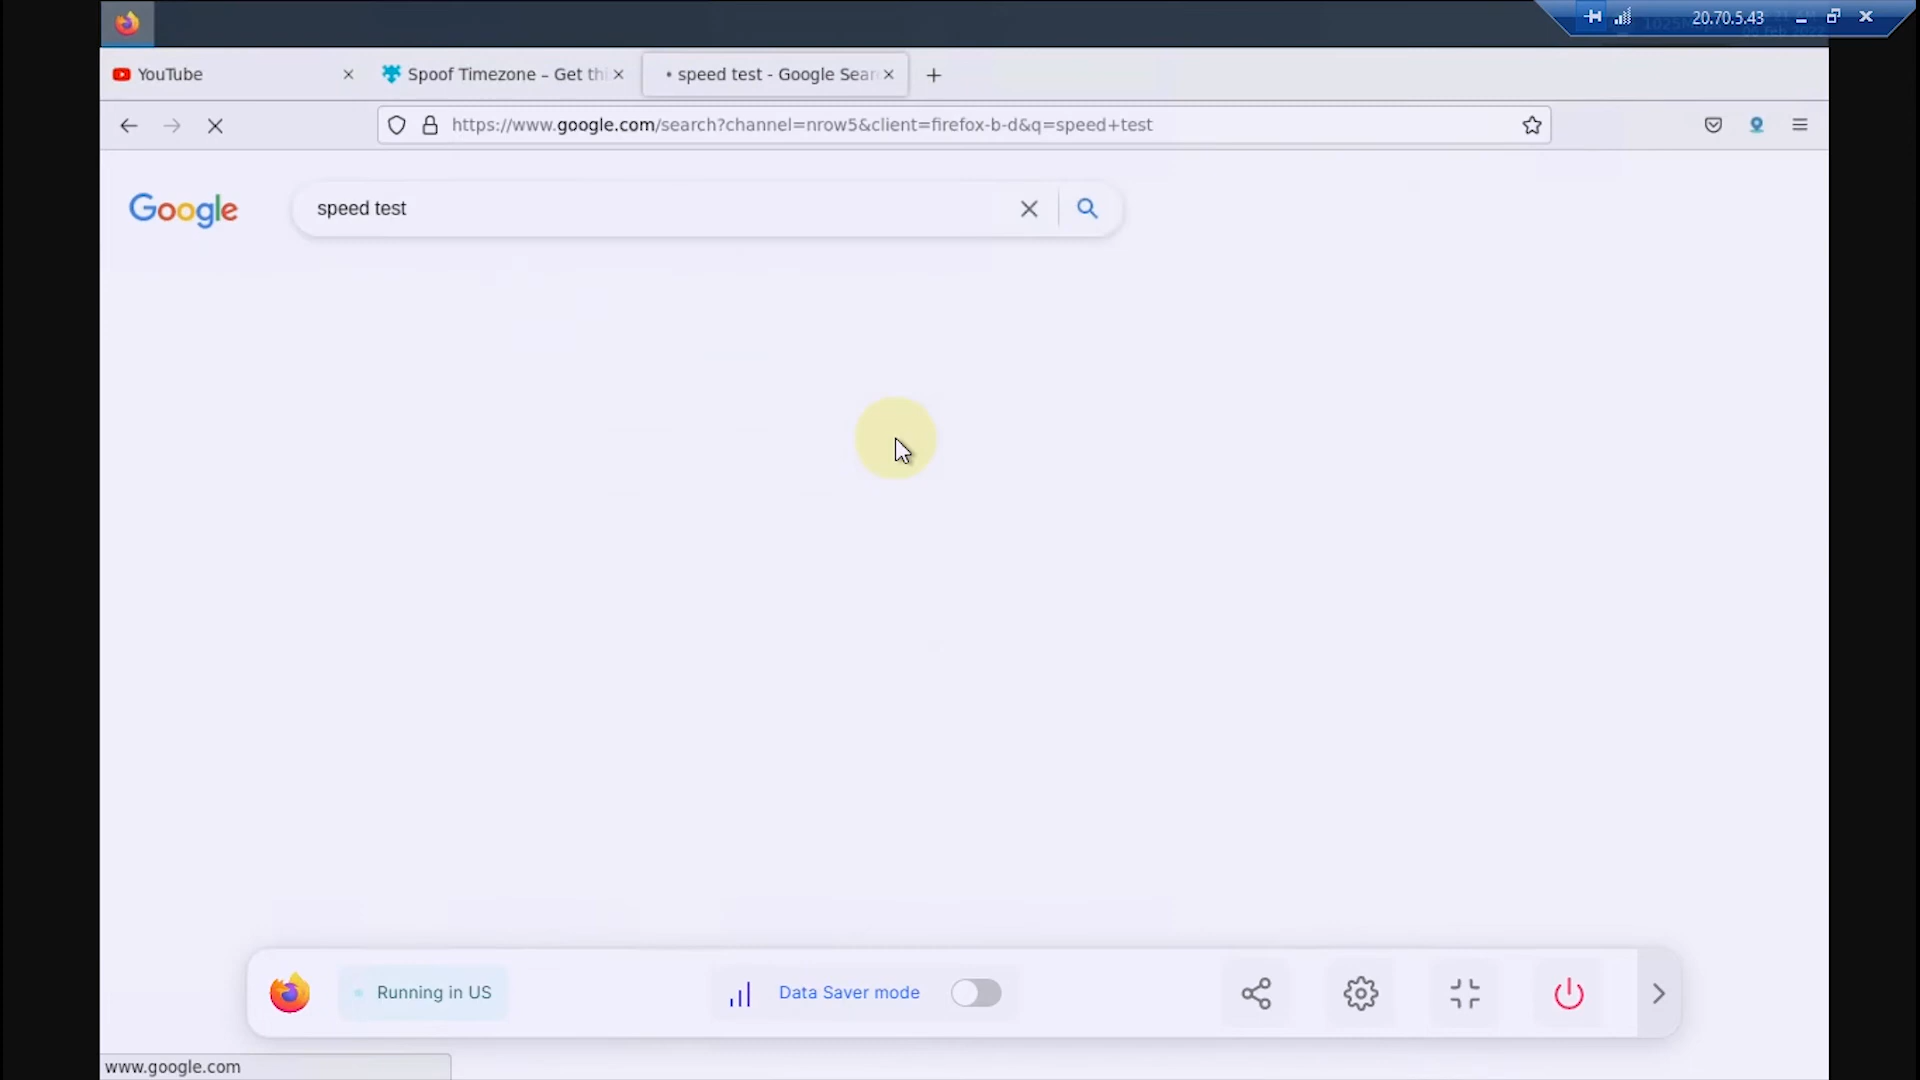 20.70.5.43
YouTube
Spoof Timezone – Get thi
speed test - Google Sear
https://www.google.com/search?channel=nrow5&client=firefox-b-d&q=speed+test
Google
speed test
Running in US
Data Saver mode
www.google.com